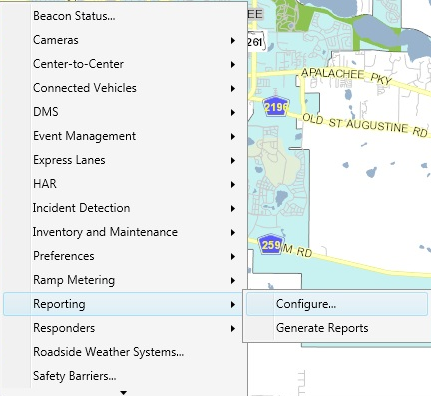 Beacon Status...
Cameras
Center-to-Center
Connected Vehicles
DMS
Event Management
Express Lanes
HAR
Incident Detection
Inventory and Maintenance
Preferences
Ramp Metering
Reporting
Responders
Roadside Weather Systems...
Safety Barriers...
Configure...
Generate Reports
EE
261
APALACHEE PKY
2196
OLD ST AUGUSTINE RD
259
M RD